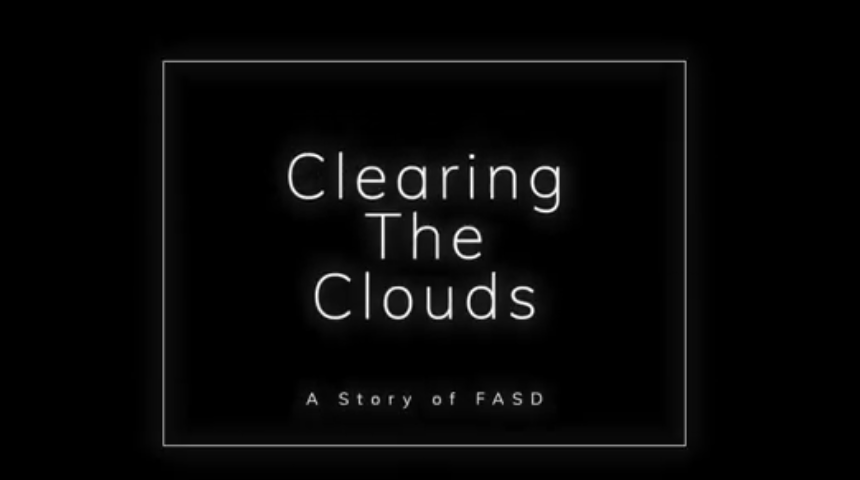 Clearing
The
Clouds
A Story of FASD